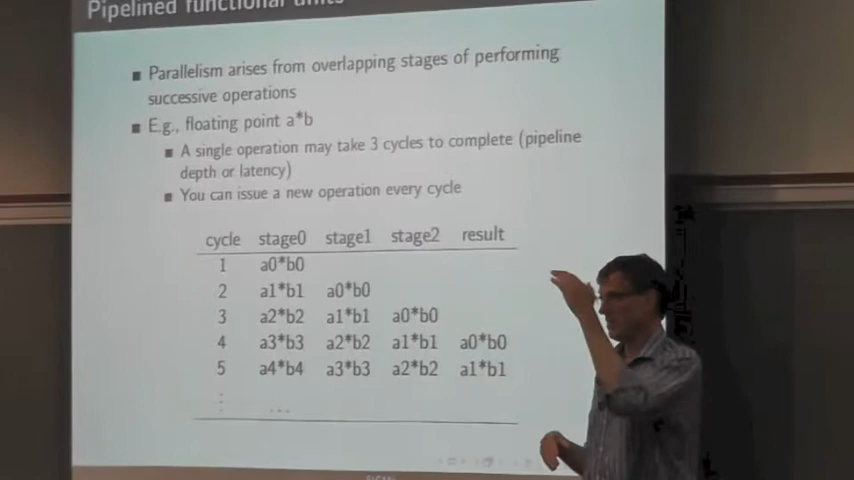 Pipelined functional units
Parallelism arises from overlapping stages of performing
successive operations
E.g., floating point a*b
A single operation may take 3 cycles to complete (pipeline
depth or latency)
You can issue a new operation every cycle
cycle stage0 stage1 stage2 result
1 a0*b0
2 a1*b1 a0*b0
3 a2*b2 a1*b1 a0*b0
4 a3*b3 a2*b2 a1*b1 a0*b0
5 a4*b4 a3*b3 a2*b2 a1*b1
⋮ ...